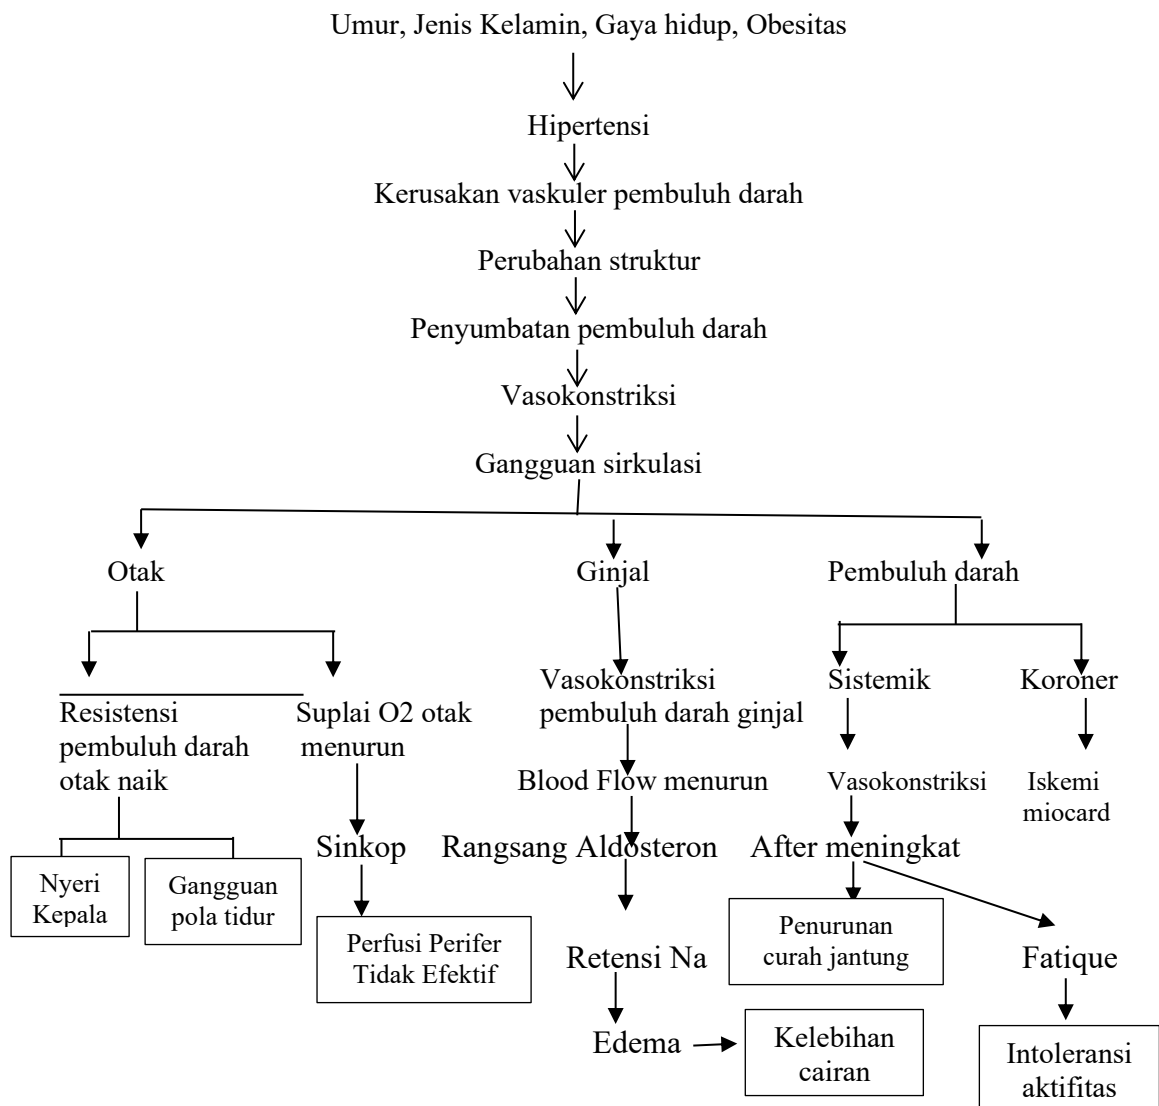 Umur, Jenis Kelamin, Gaya hidup, Obesitas
Hipertensi
Kerusakan vaskuler pembuluh darah
Perubahan struktur
Penyumbatan pembuluh darah
Vasokonstriksi
Gangguan sirkulasi
Otak
Ginjal
Pembuluh darah
Resistensi
pembuluh darah
otak naik
Suplai O2 otak
menurun
Vasokonstriksi
pembuluh darah ginjal
Sistemik
Koroner
Blood Flow menurun
Vasokonstriksi
Iskemi
miocard
Sinkop
Rangsang Aldosteron
After meningkat
Nyeri
Kepala
Gangguan
pola tidur
Perfusi Perifer
Tidak Efektif
Retensi Na
Penurunan
curah jantung
Fatique
Edema
Kelebihan
cairan
Intoleransi
aktifitas